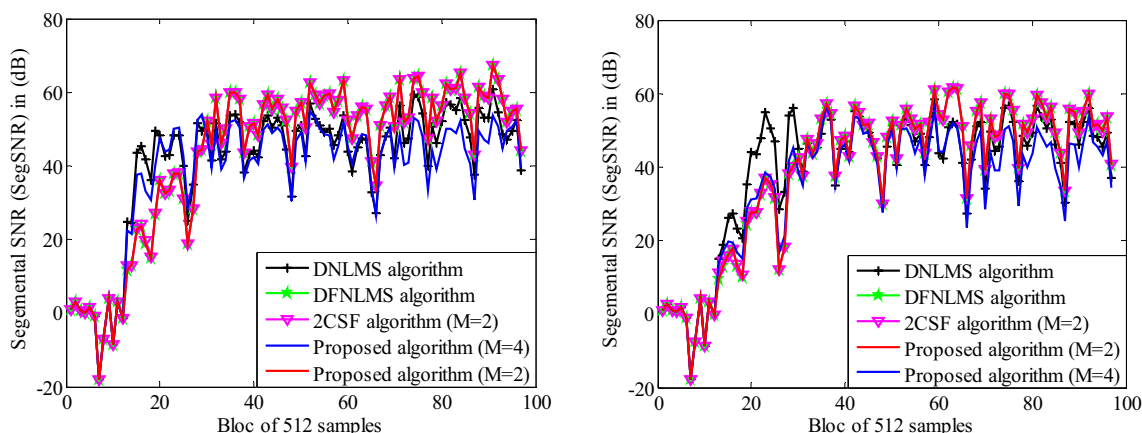 Segemental SNR (SegSNR) in (dB)
80
60
40
20
0
-20
0
20
40
60
80
100
Bloc of 512 samples
DNLMS algorithm
DFNLMS algorithm
2CSF algorithm (M=2)
Proposed algorithm (M=4)
Proposed algorithm (M=2)
Segemental SNR (SegSNR) in (dB)
80
60
40
20
0
-20
0
20
40
60
80
100
Bloc of 512 samples
DNLMS algorithm
DFNLMS algorithm
2CSF algorithm (M=2)
Proposed algorithm (M=2)
Proposed algorithm (M=4)